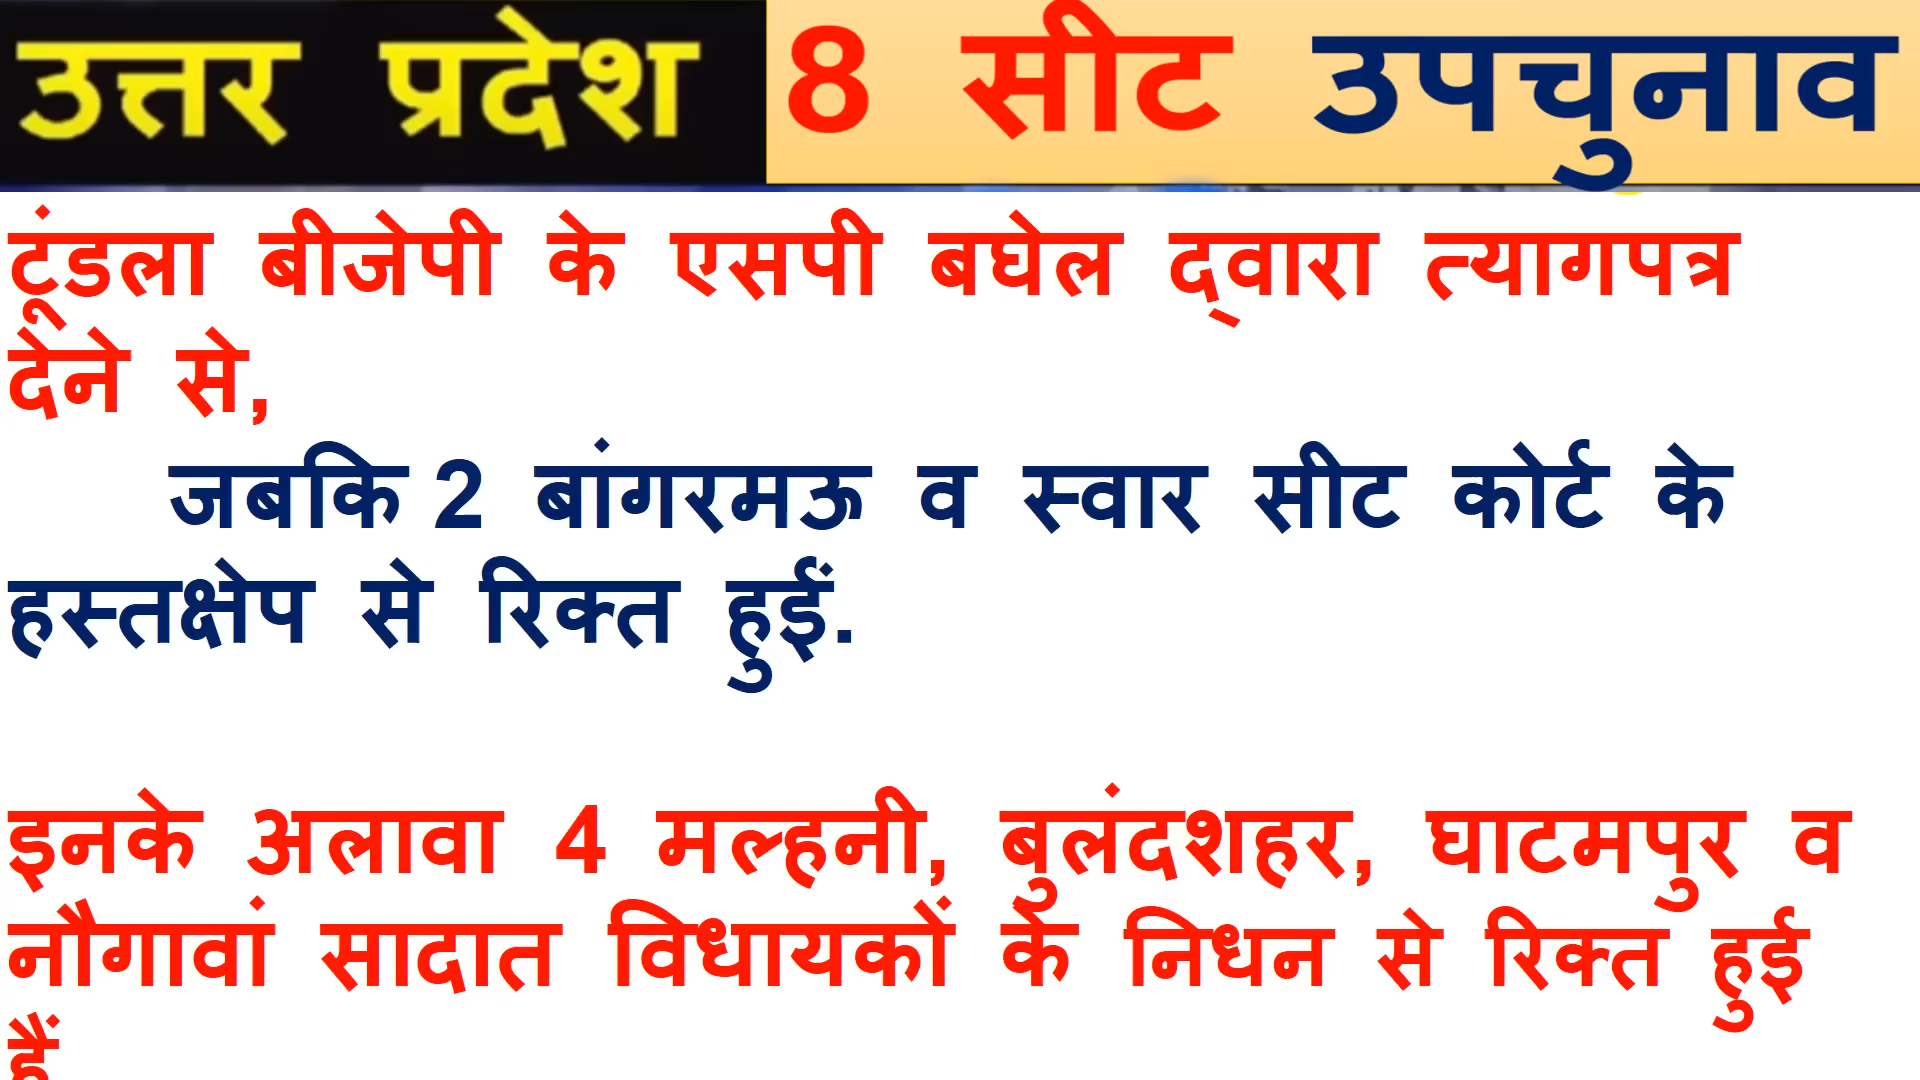 उत्तर प्रदेश 8 सीट उपचुनाव
टूंडला बीजेपी के एसपी बघेल द्वारा त्यागपत्र
देने से,
जबकि 2 बांगरमऊ व स्वार सीट कोर्ट के
हस्तक्षेप से रिक्त हुईं.
इनके अलावा 4 मल्हनी, बुलंदशहर, घाटमपुर व
नौगावां सादात विधायकों के निधन से रिक्त हुई
हैं